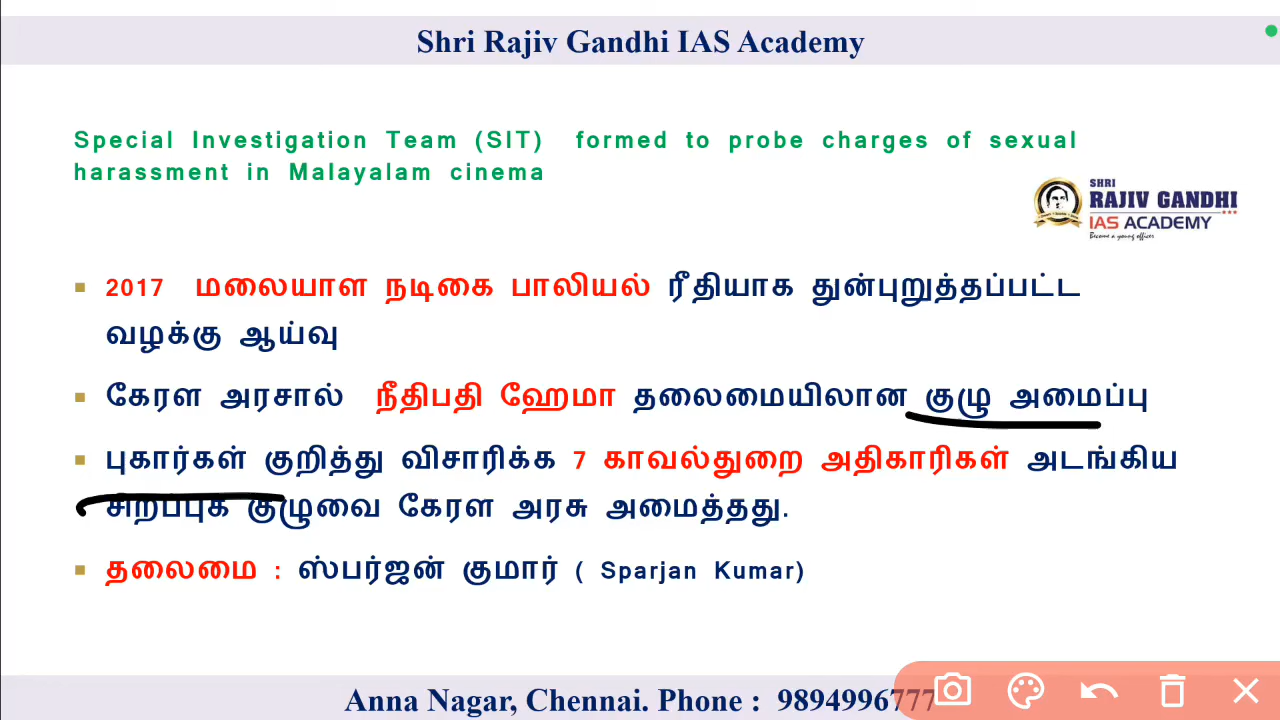 Shri Rajiv Gandhi IAS Academy
Special Investigation Team (SIT) formed to probe charges of sexual
harassment in Malayalam cinema
SHRI
RAJIV GANDHI
IAS ACADEMY
Become a young officer
2017 மலையாள நடிகை பாலியல் ரீதியாக துன்புறுத்தப்பட்ட
வழக்கு ஆய்வு
கேரள அரசால் நீதிபதி ஹேமா தலைமையிலான குழு அமைப்பு
புகார்கள் குறித்து விசாரிக்க 7 காவல்துறை அதிகாரிகள் அடங்கிய
சிறப்புக் குழுவை கேரள அரசு அமைத்தது.
தலைமை : ஸ்பர்ஜன் குமார் ( Sparjan Kumar)
Anna Nagar, Chennai. Phone : 9894996777